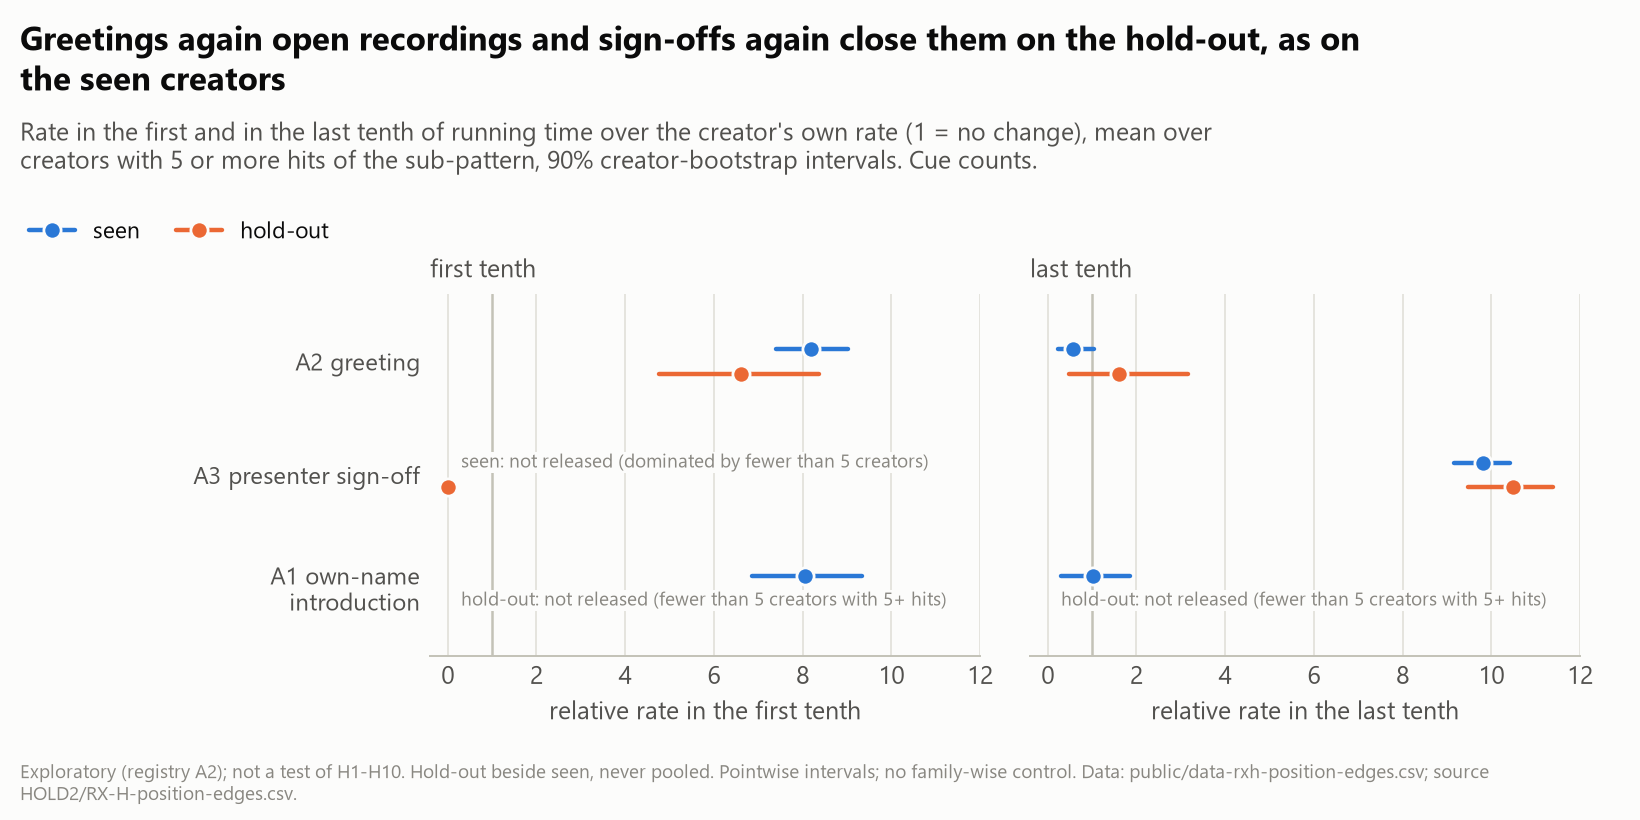 Greetings again open recordings and sign-offs again close them on the hold-out, as on
the seen creators
Rate in the first and in the last tenth of running time over the creator's own rate (1 = no change), mean over
creators with 5 or more hits of the sub-pattern, 90% creator-bootstrap intervals. Cue counts.
seen hold-out
first tenth last tenth
A2 greeting
seen: not released (dominated by fewer than 5 creators)
A3 presenter sign-off
A1 own-name
introduction
hold-out: not released (fewer than 5 creators with 5+ hits) hold-out: not released (fewer than 5 creators with 5+ hits)
0 2 4 6 8 10 12 0 2 4 6 8 10 12
relative rate in the first tenth relative rate in the last tenth
Exploratory (registry A2); not a test of H1-H10. Hold-out beside seen, never pooled. Pointwise intervals; no family-wise control. Data: public/data-rxh-position-edges.csv; source
HOLD2/RX-H-position-edges.csv.